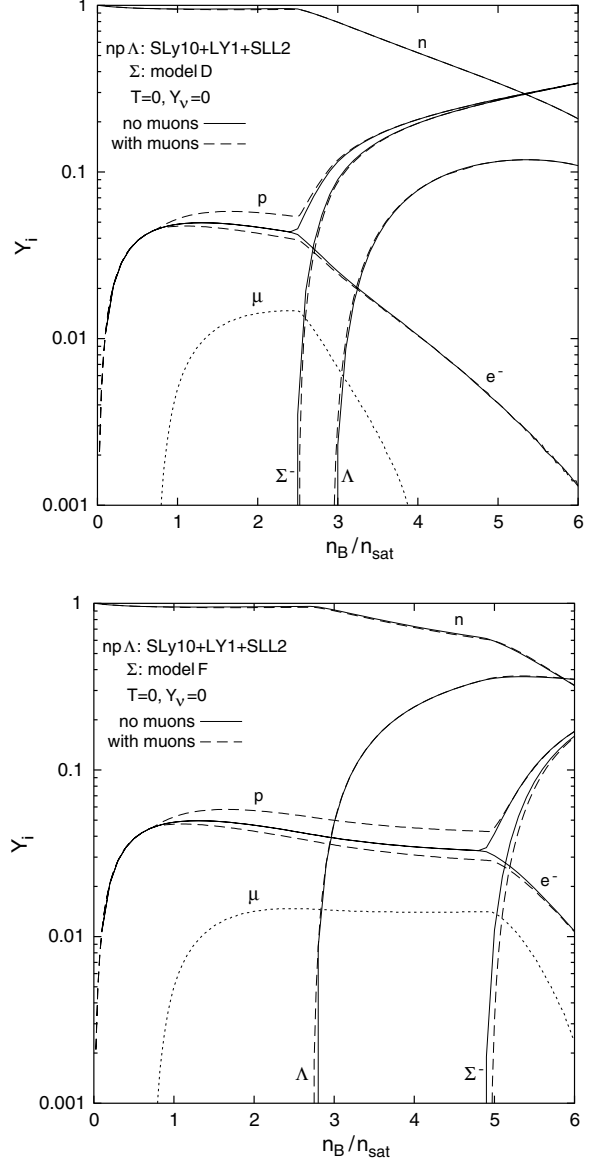 1
0.1
0.01
0.001
Y_i
np Λ: SLy10+LY1+SLL2
Σ: model D
T=0, Y_ν=0
no muons
with muons
n
p
μ
e⁻
Σ⁻
Λ
0 1 2 3 4 5 6
n_B/n_sat
1
0.1
0.01
0.001
Y_i
np Λ: SLy10+LY1+SLL2
Σ: model F
T=0, Y_ν=0
no muons
with muons
n
p
μ
e⁻
Λ
Σ⁻
0 1 2 3 4 5 6
n_B/n_sat